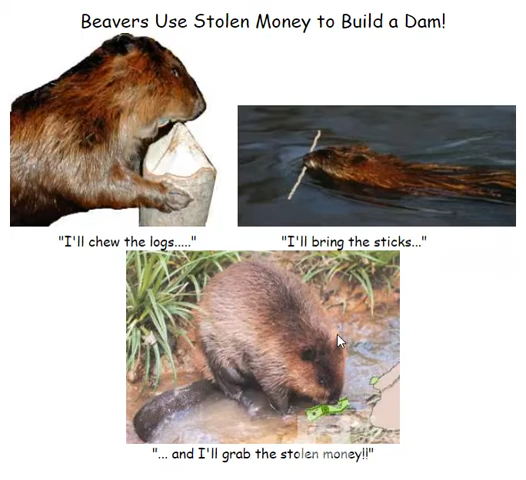 Beavers Use Stolen Money to Build a Dam!
"I'll chew the logs....."
"I'll bring the sticks..."
"... and I'll grab the stolen money!!"